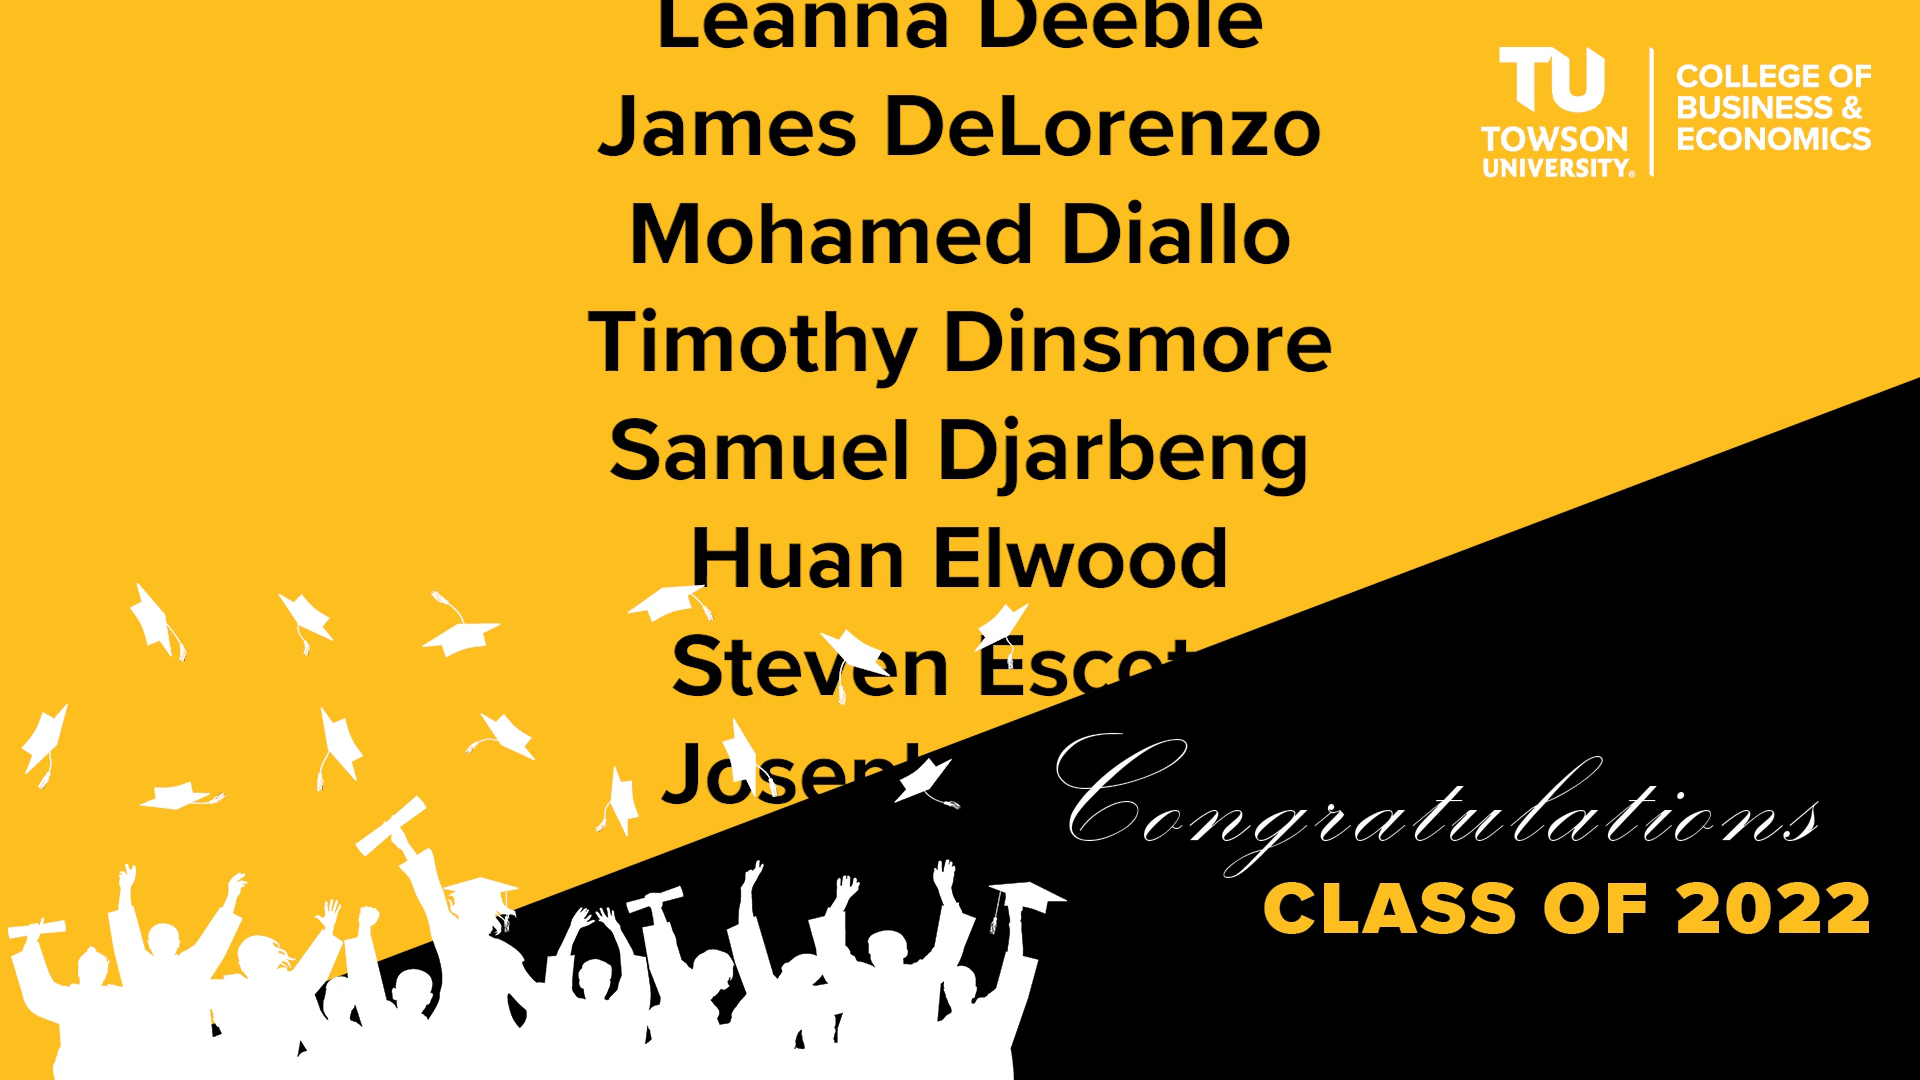 Leanna Deeble
James DeLorenzo
Mohamed Diallo
Timothy Dinsmore
Samuel Djarbeng
Huan Elwood
Steven
TU
TOWSON
UNIVERSITY®
COLLEGE OF
BUSINESS &
ECONOMICS
Congratulations
CLASS OF 2022